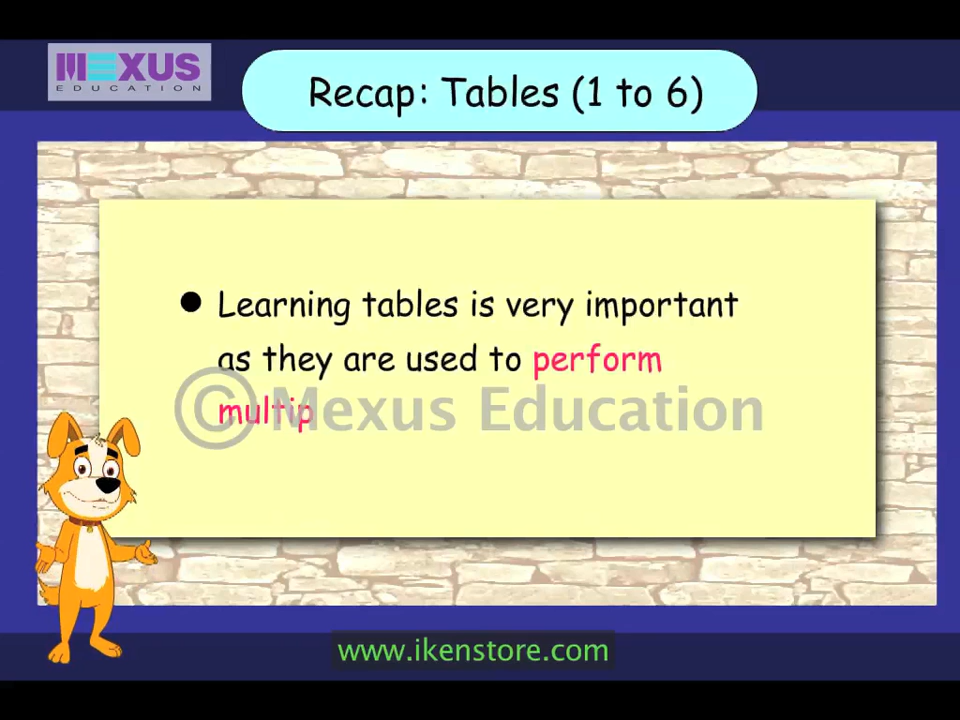 MEXUS
EDUCATION
Recap: Tables (1 to 6)
● Learning tables is very important
as they are used to perform
multip
© Mexus Education
www.ikenstore.com